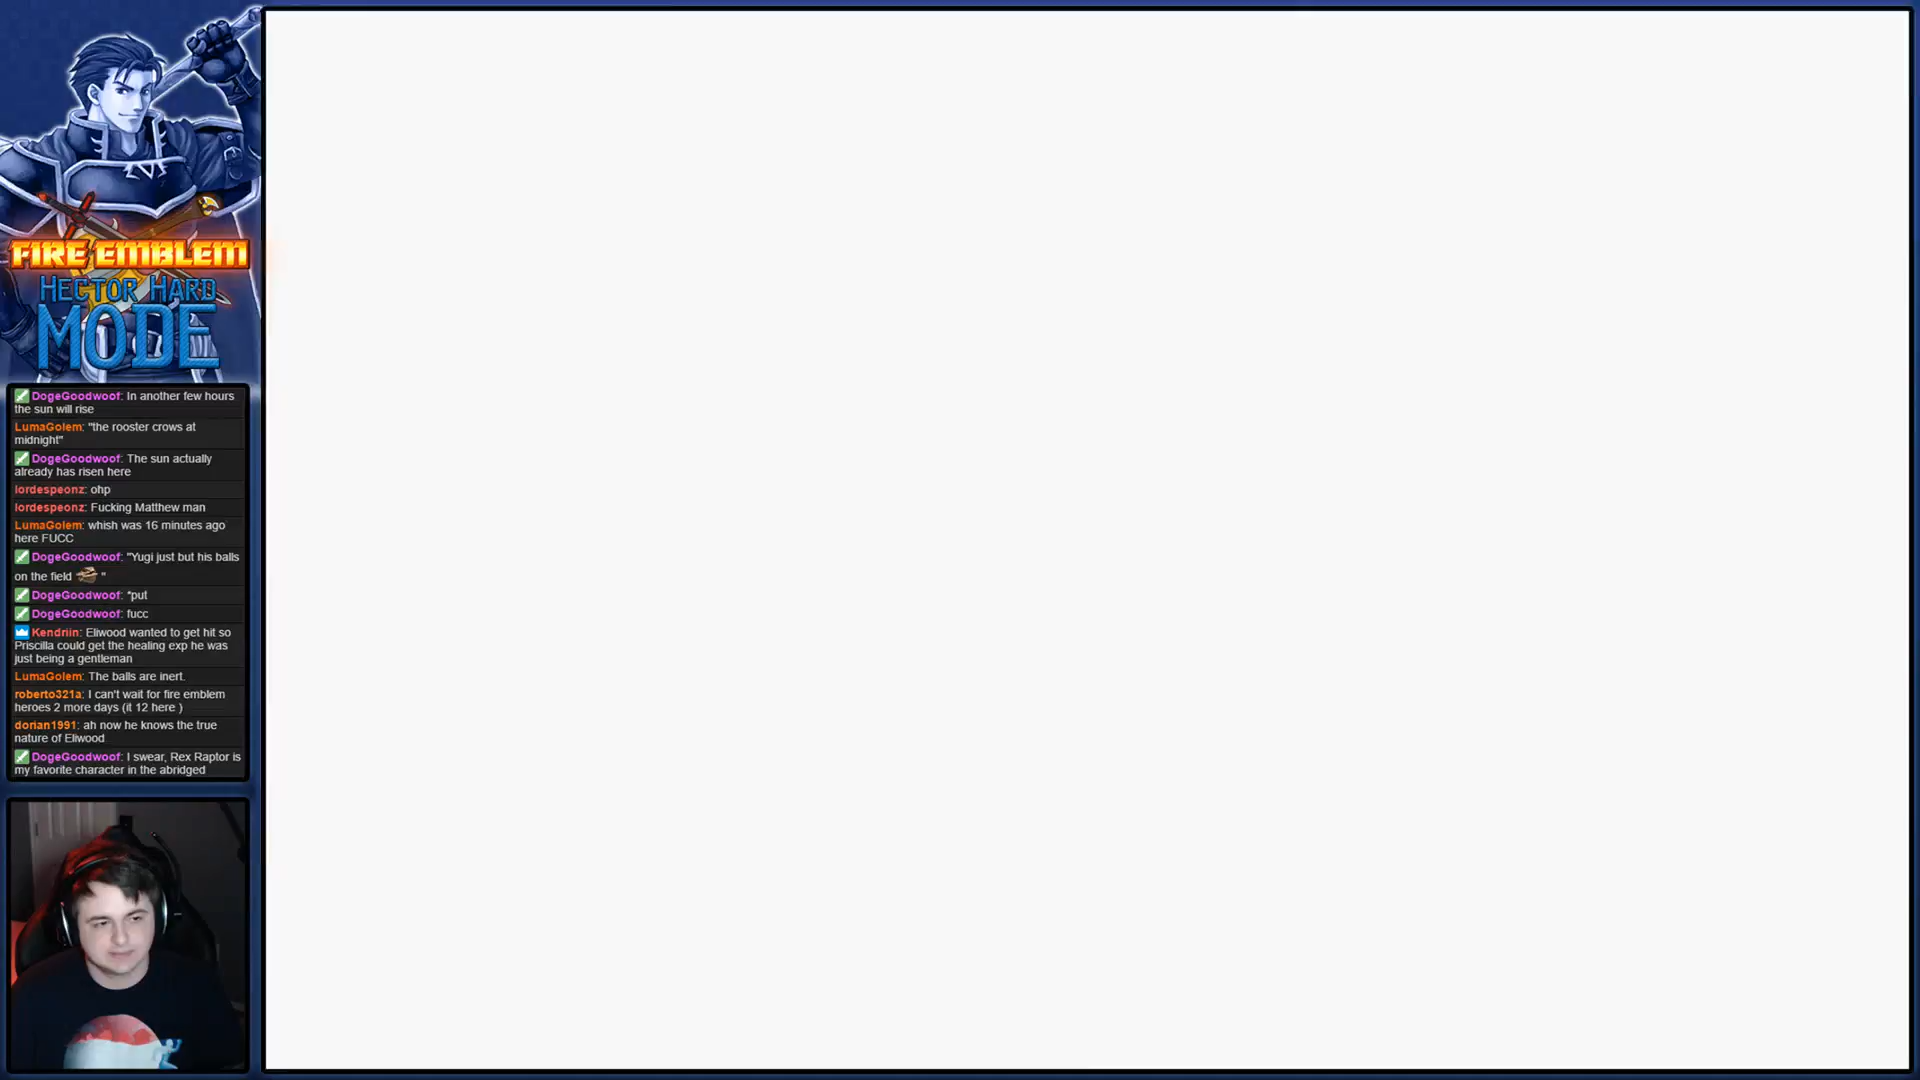 FIRE EMBLEM
HECTOR HARD
MODE
DogeGoodwoof: In another few hours
the sun will rise
LumaGolem: "the rooster crows at
midnight"
DogeGoodwoof: The sun actually
already has risen here
lordespeonz: ohp
lordespeonz: Fucking Matthew man
LumaGolem: whish was 16 minutes ago
here FUCC
DogeGoodwoof: "Yugi just but his balls
on the field "
DogeGoodwoof: *put
DogeGoodwoof: fucc
Kendriin: Eliwood wanted to get hit so
Priscilla could get the healing exp he was
just being a gentleman
LumaGolem: The balls are inert.
roberto321a: I can't wait for fire emblem
heroes 2 more days (it 12 here )
dorian1991: ah now he knows the true
nature of Eliwood
DogeGoodwoof: I swear, Rex Raptor is
my favorite character in the abridged